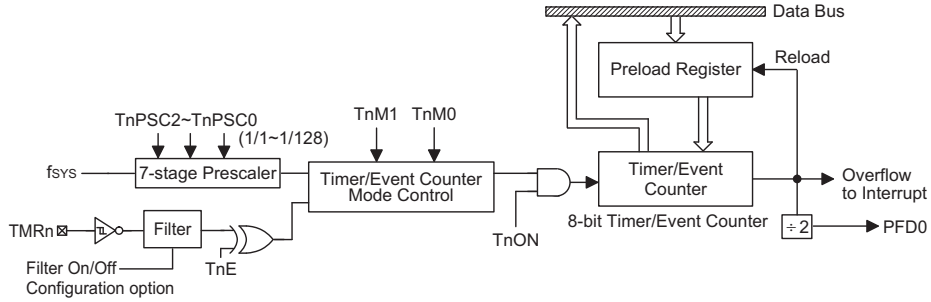 Data Bus
Preload Register
Reload
TnM1
TnM0
TnPSC2~TnPSC0
(1/1~1/128)
fSYS
7-stage Prescaler
Timer/Event Counter
Mode Control
Timer/Event
Counter
Overflow
to Interrupt
8-bit Timer/Event Counter
TMRn
Filter
TnON
÷2
PFD0
TnE
Filter On/Off
Configuration option